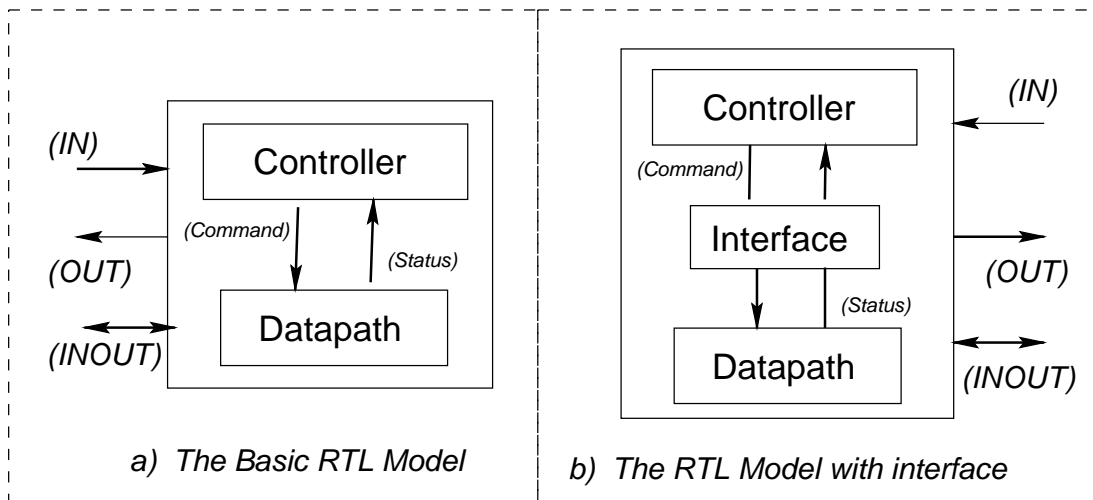 (IN)
(OUT)
(INOUT)
Controller
(Command)
(Status)
Datapath
a) The Basic RTL Model
Controller
(Command)
Interface
(Status)
Datapath
(IN)
(OUT)
(INOUT)
b) The RTL Model with interface